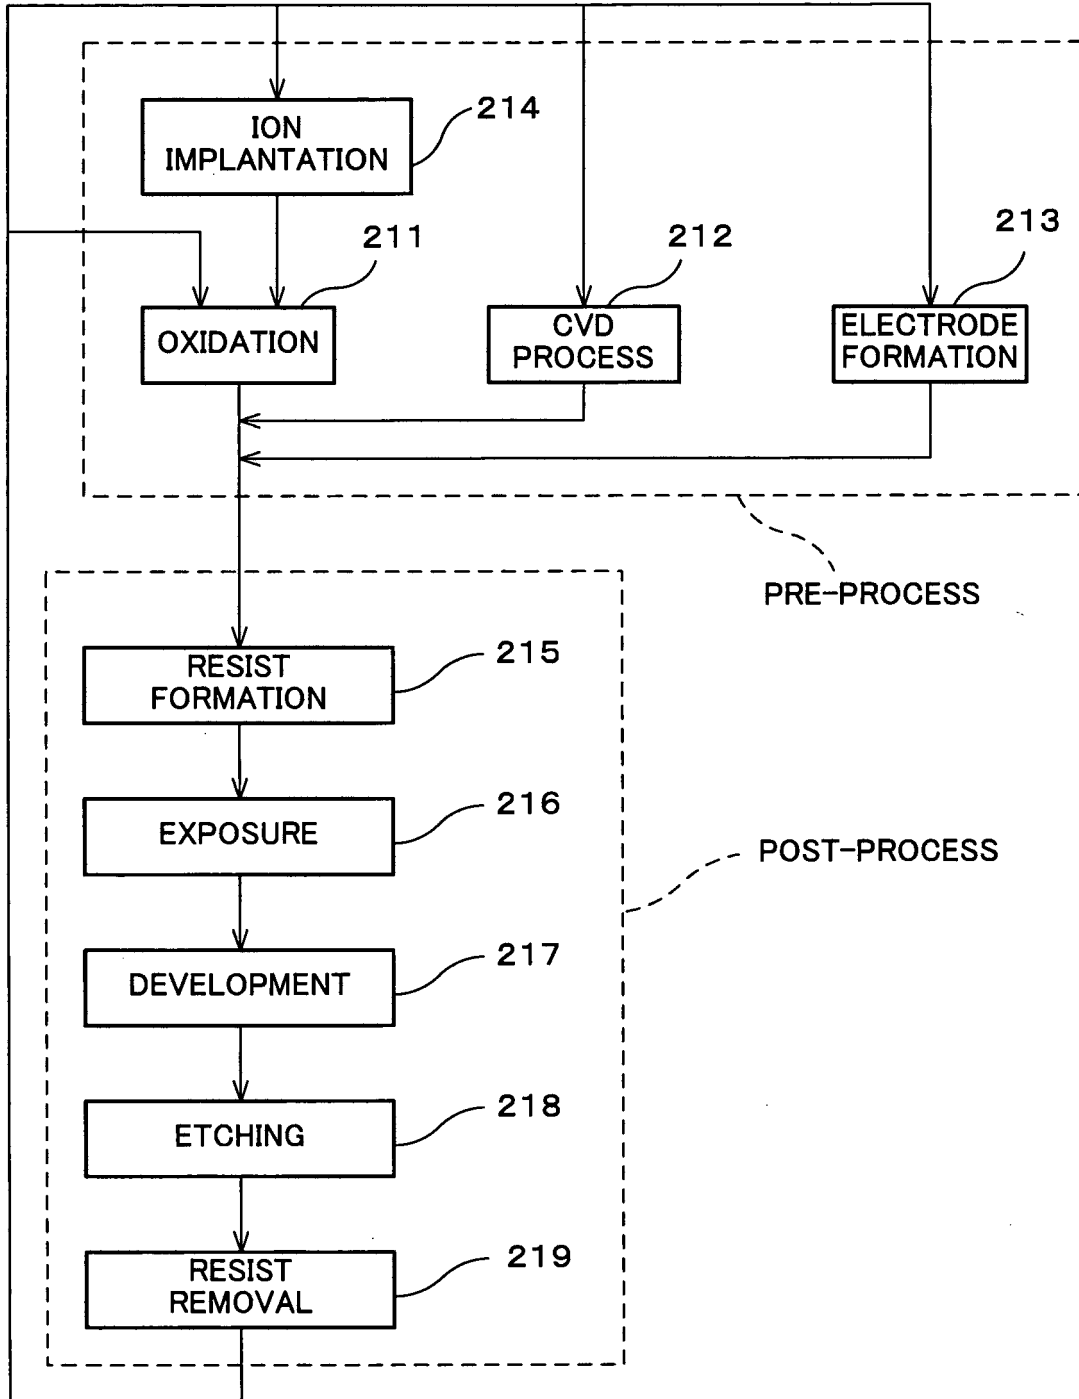 214
ION
IMPLANTATION
211
212
213
OXIDATION
CVD
PROCESS
ELECTRODE
FORMATION
PRE-PROCESS
215
RESIST
FORMATION
216
EXPOSURE
POST-PROCESS
217
DEVELOPMENT
218
ETCHING
219
RESIST
REMOVAL